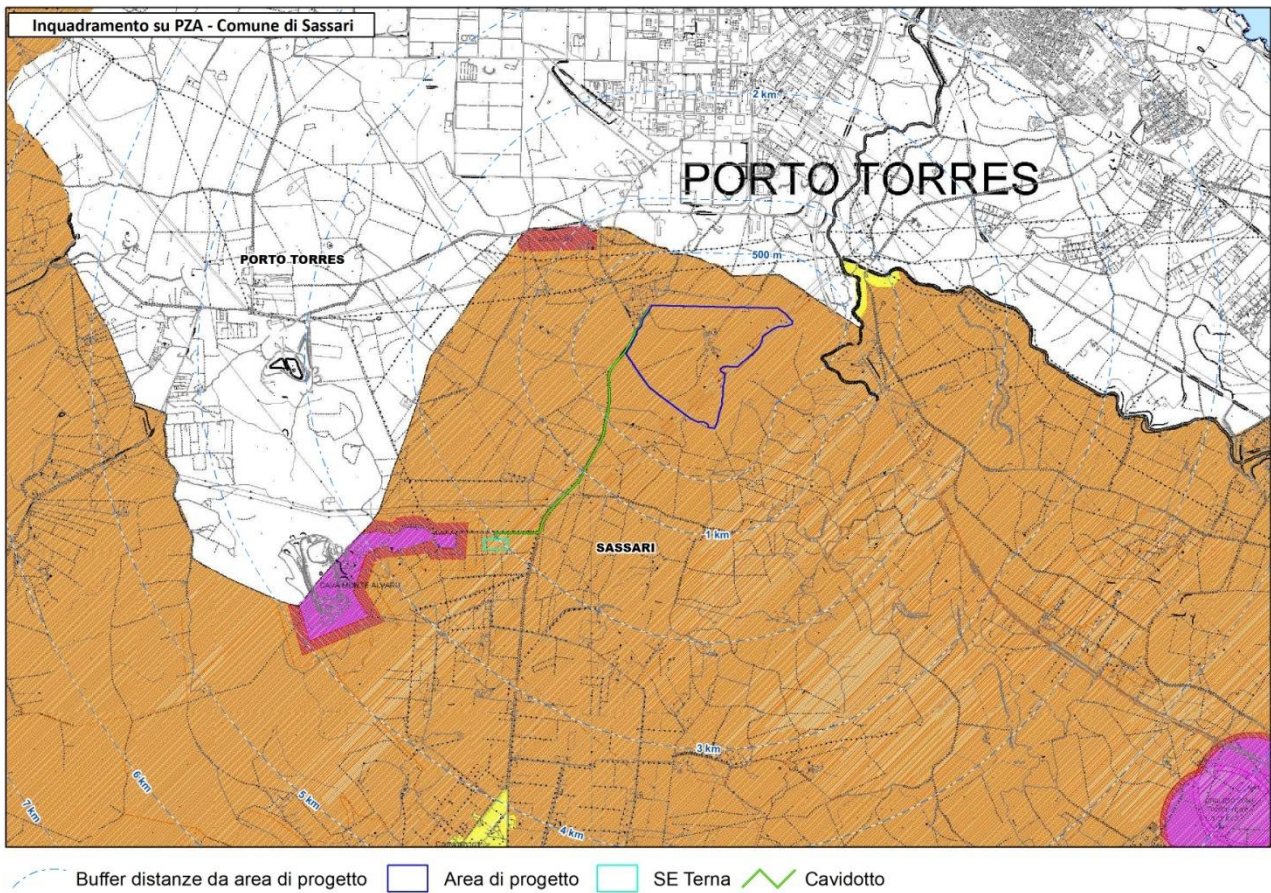 Inquadramento su PZA - Comune di Sassari
2 km
PORTO TORRES
PORTO TORRES
500 m
1 km
SASSARI
CAVA MONTE ALVARU
3 km
6 km
5 km
7 km
4 km
Buffer distanze da area di progetto
Area di progetto
SE Terna
Cavidotto